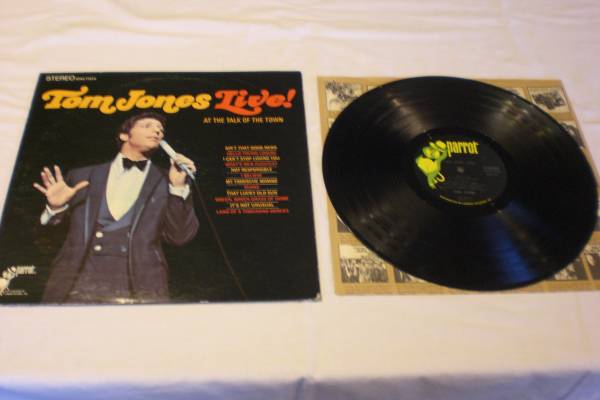 STEREO
Tom Jones Live!
AT THE TALK OF THE TOWN
AIN'T THAT GOOD NEWS
HELLO YOUNG LOVERS
I CAN'T STOP LOVING YOU
WHAT'S NEW PUSSYCAT
NOT RESPONSIBLE
I BELIEVE
MY YIDDISHE MOMME
SHAKE
THAT LUCKY OLD SUN
GREEN, GREEN GRASS OF HOME
IT'S NOT UNUSUAL
LAND OF A THOUSAND DANCES
parrot
parrot